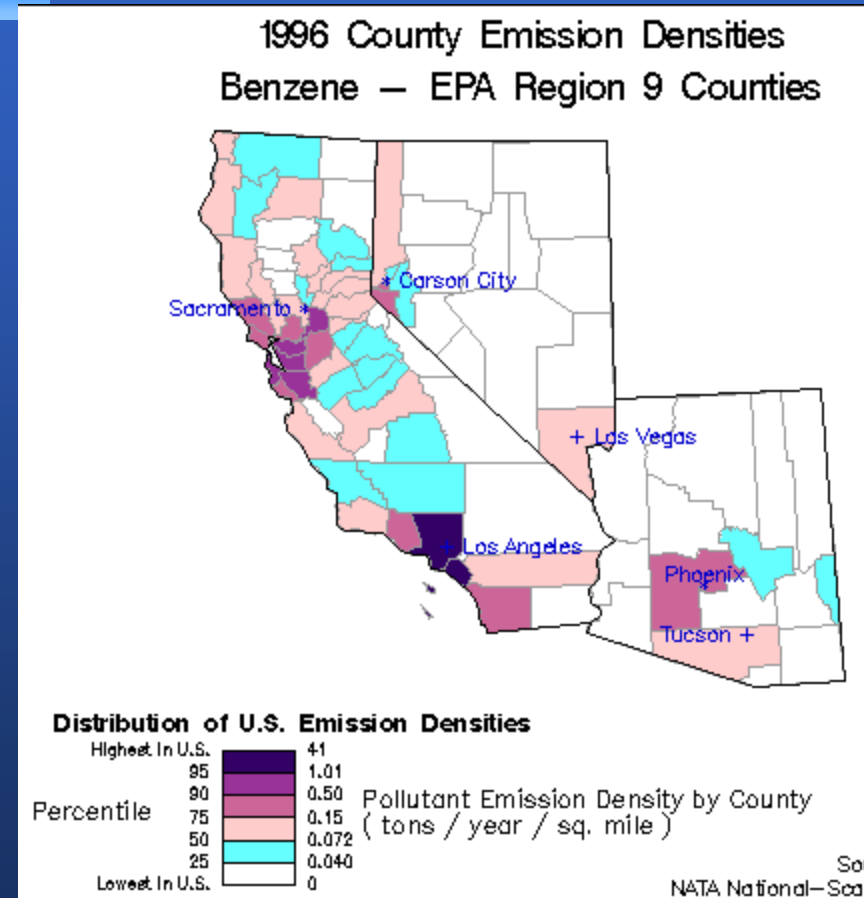 1996 County Emission Densities
Benzene — EPA Region 9 Counties
* Carson City
Sacramento *
+ Las Vegas
+ Los Angeles
Phoenix
*
Tucson +
Distribution of U.S. Emission Densities
Highest In U.S. 41
95 1.01
90 0.50
75 0.15
50 0.072
25 0.040
Lowest In U.S. 0
Percentile
Pollutant Emission Density by County
( tons / year / sq. mile )
NATA National—Sca